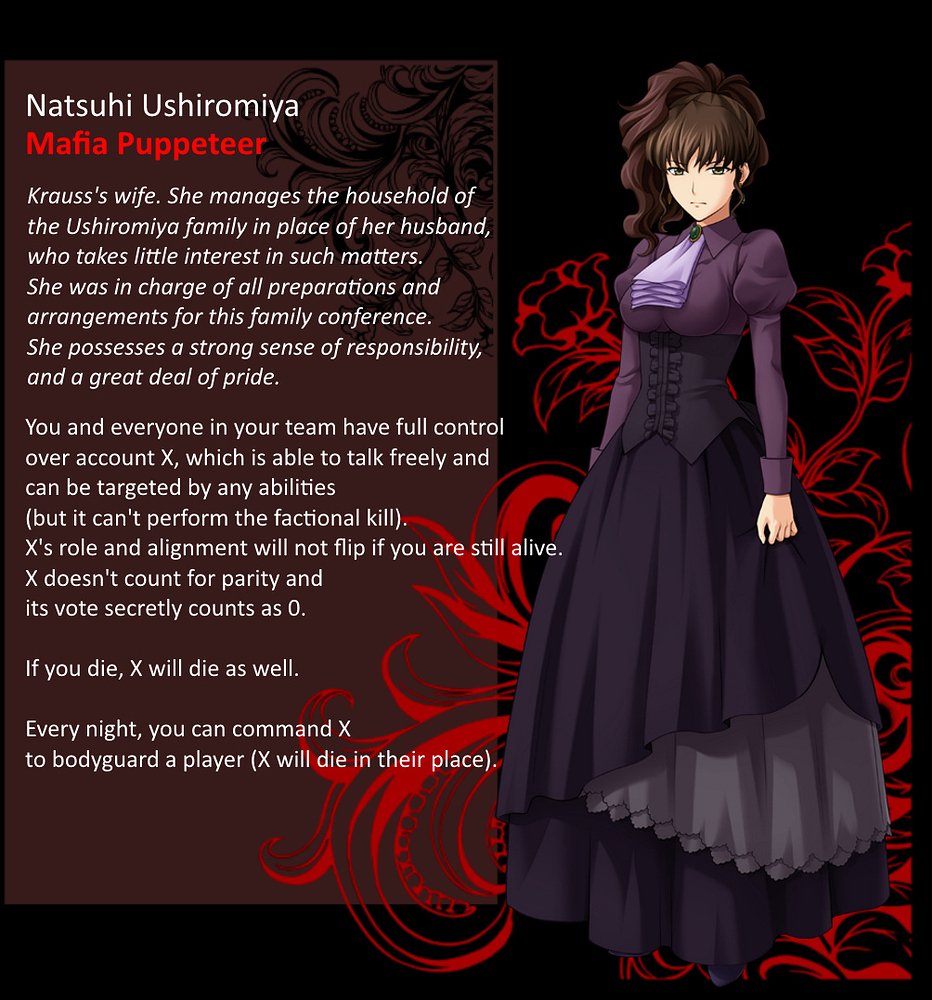 Natsuhi Ushiromiya
Mafia Puppeteer
Krauss's wife. She manages the household of
the Ushiromiya family in place of her husband,
who takes little interest in such matters.
She was in charge of all preparations and
arrangements for this family conference.
She possesses a strong sense of responsibility,
and a great deal of pride.
You and everyone in your team have full control
over account X, which is able to talk freely and
can be targeted by any abilities
(but it can't perform the factional kill).
X's role and alignment will not flip if you are still alive.
X doesn't count for parity and
its vote secretly counts as 0.
If you die, X will die as well.
Every night, you can command X
to bodyguard a player (X will die in their place).